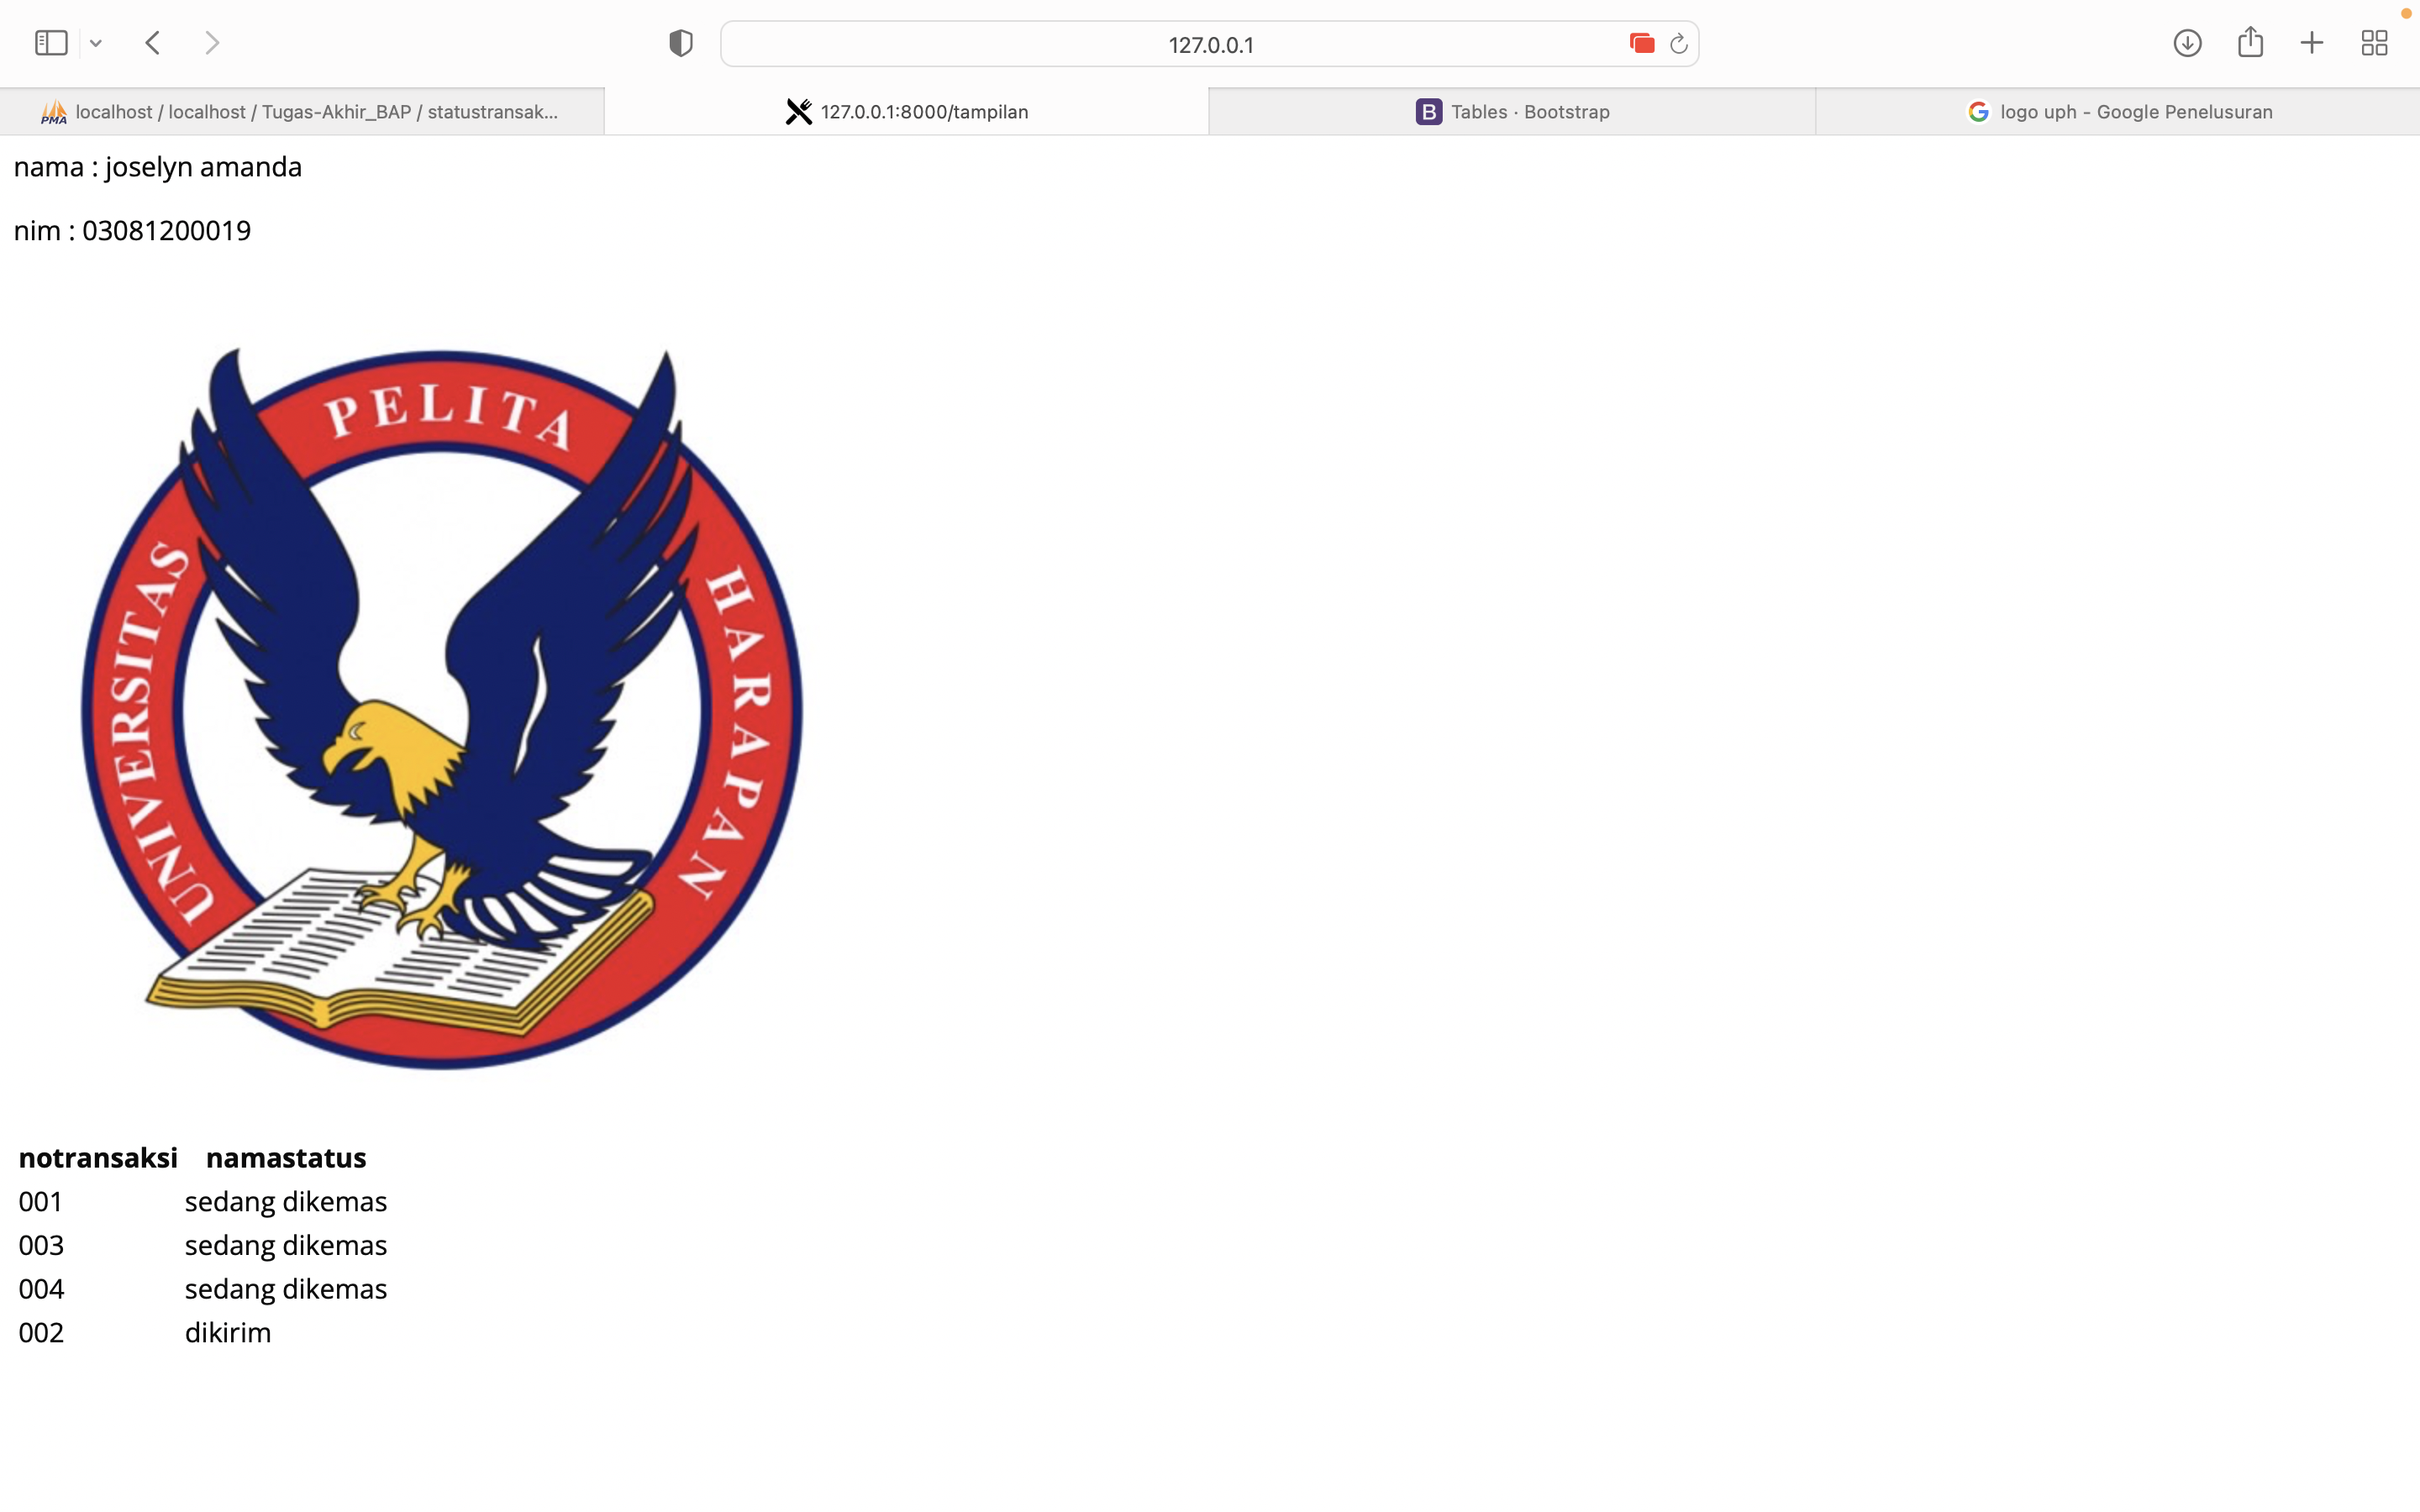 127.0.0.1
PMA
localhost / localhost / Tugas-Akhir_BAP / statustransak...
127.0.0.1:8000/tampilan
B
Tables · Bootstrap
G
logo uph - Google Penelusuran
nama : joselyn amanda
nim : 03081200019
UNIVERSITAS PELITA HARAPAN
notransaksi namastatus
001 sedang dikemas
003 sedang dikemas
004 sedang dikemas
002 dikirim